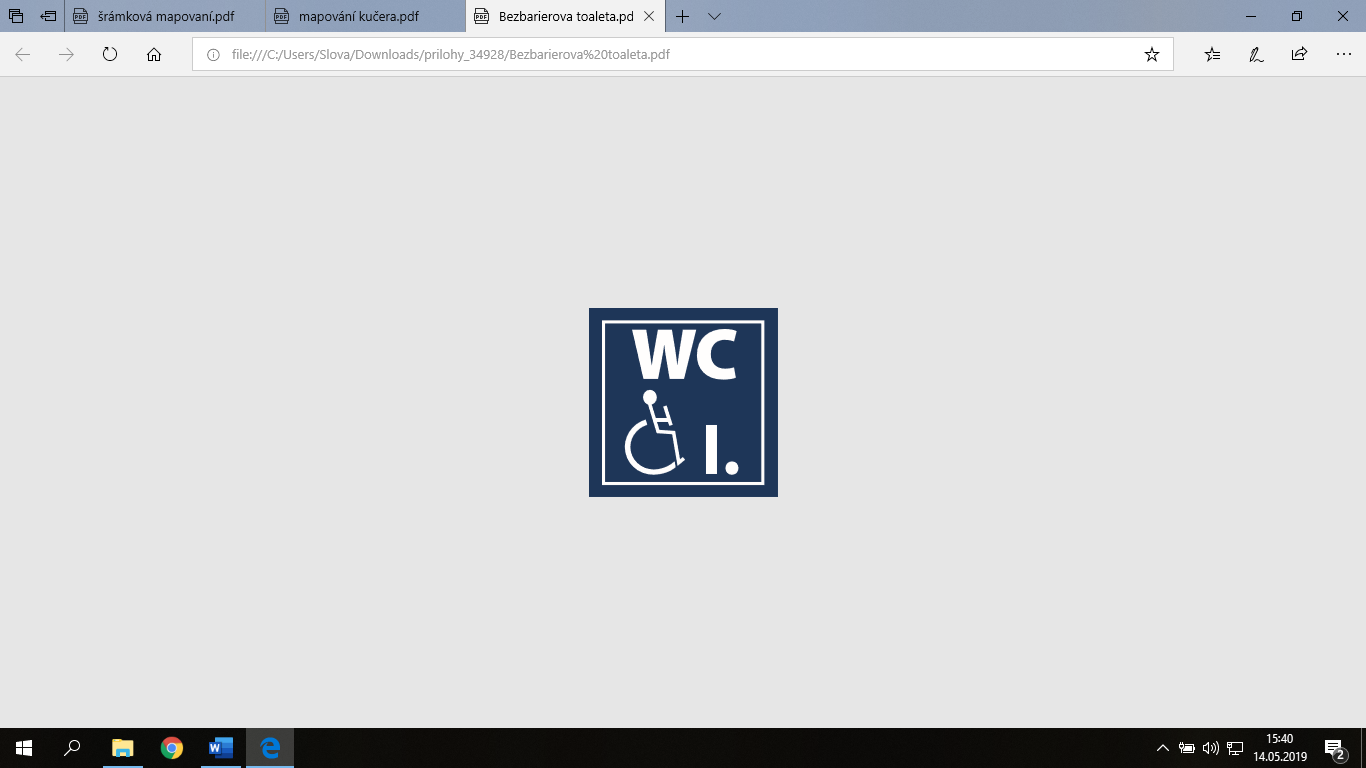 šrámková mapovaní.pdf
mapování kučera.pdf
Bezbarierova toaleta.pd
file:///C:/Users/Slova/Downloads/prilohy_34928/Bezbarierova%20toaleta.pdf
WC
I.
15:40
14.05.2019
2